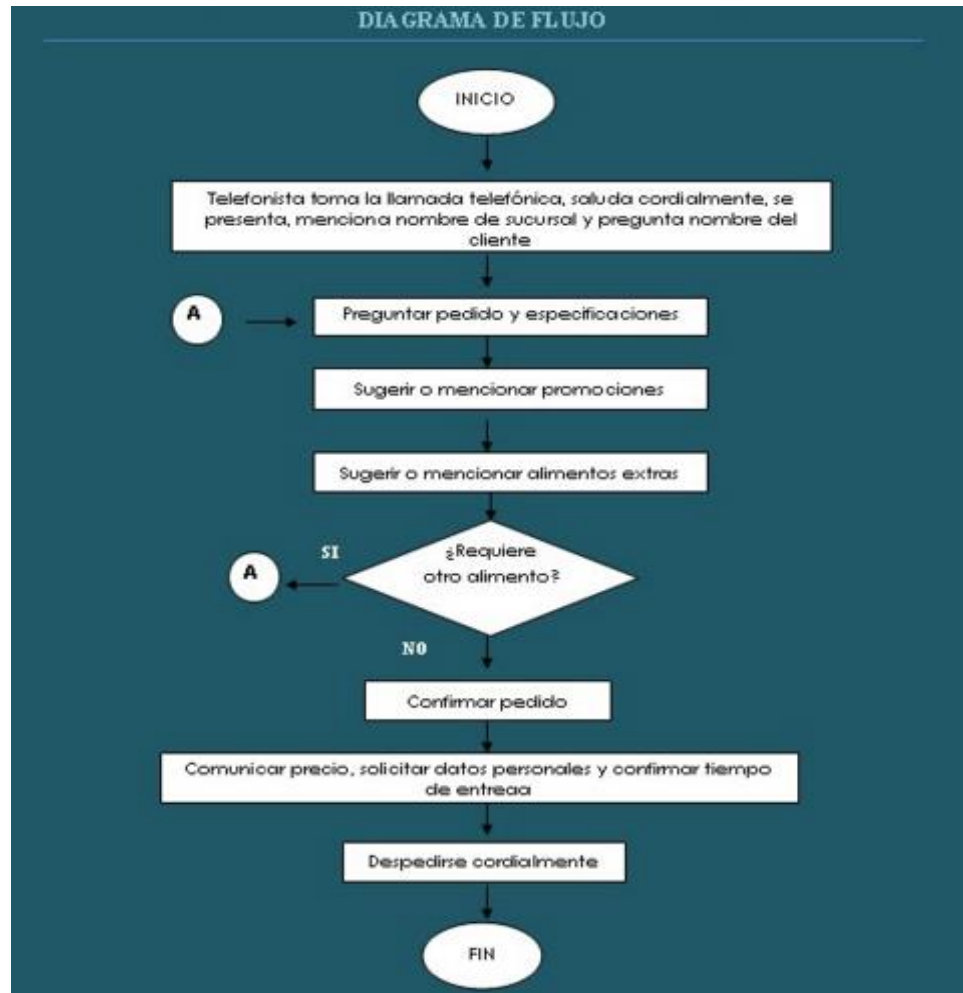 DIAGRAMA DE FLUJO
INICIO
Telefonista toma la llamada telefónica, saluda cordialmente, se
presenta, menciona nombre de sucursal y pregunta nombre del
cliente
A
Preguntar pedido y especificaciones
Sugerir o mencionar promociones
Sugerir o mencionar alimentos extras
SI
¿Requiere
otro alimento?
A
NO
Confirmar pedido
Comunicar precio, solicitar datos personales y confirmar tiempo
de entrega
Despedirse cordialmente
FIN